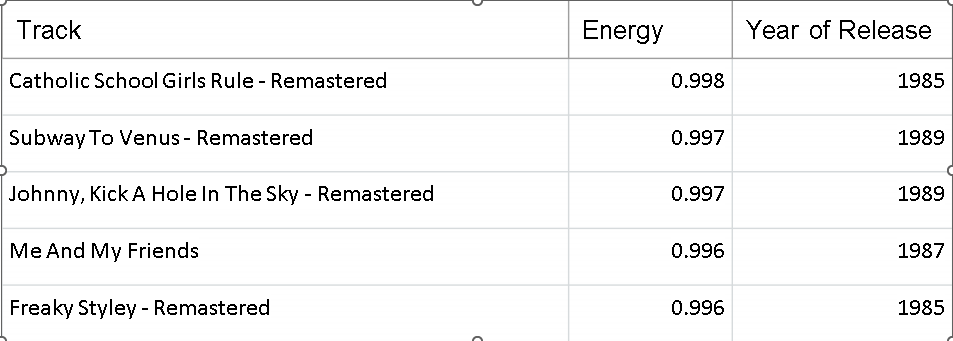 Track Energy Year of Release
Catholic School Girls Rule - Remastered 0.998 1985
Subway To Venus - Remastered 0.997 1989
Johnny, Kick A Hole In The Sky - Remastered 0.997 1989
Me And My Friends 0.996 1987
Freaky Styley - Remastered 0.996 1985